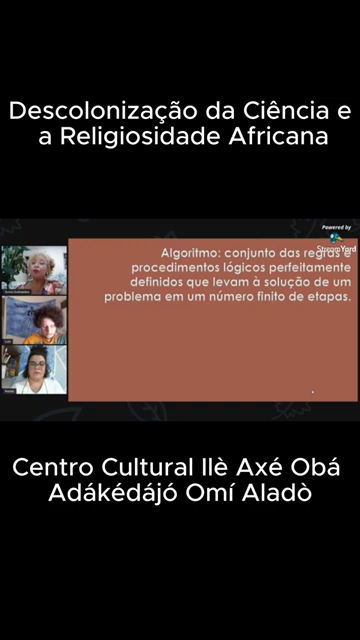 Descolonização da Ciência e
a Religiosidade Africana
Powered by
StreamYard
Algoritmo: conjunto das regras e
procedimentos lógicos perfeitamente
definidos que levam à solução de um
problema em um número finito de etapas.
Centro Cultural Ilè Axé Obá
Adákédájó Omí Aladò